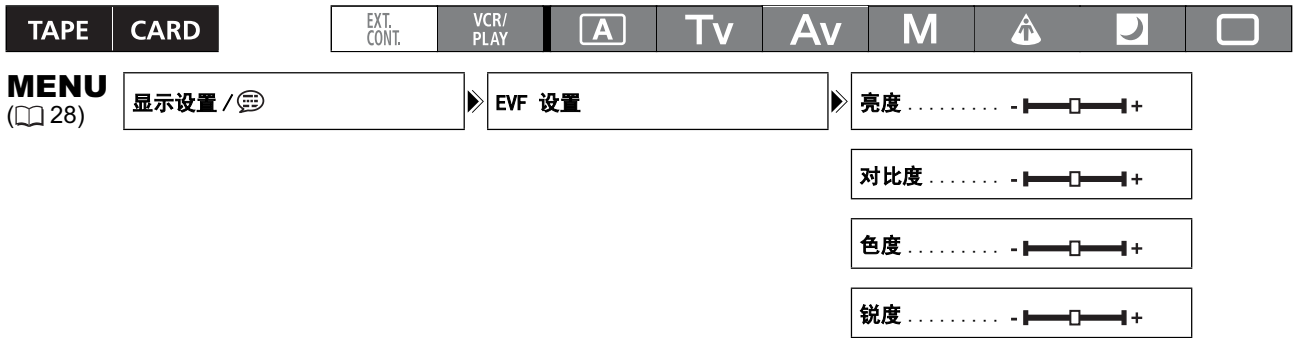 TAPE CARD EXT. CONT. VCR/ PLAY A Tv Av M
MENU
(28)
显示设置 /
EVF 设置
亮度 ......... - +
对比度 ....... - +
色度 ......... - +
锐度 ......... - +